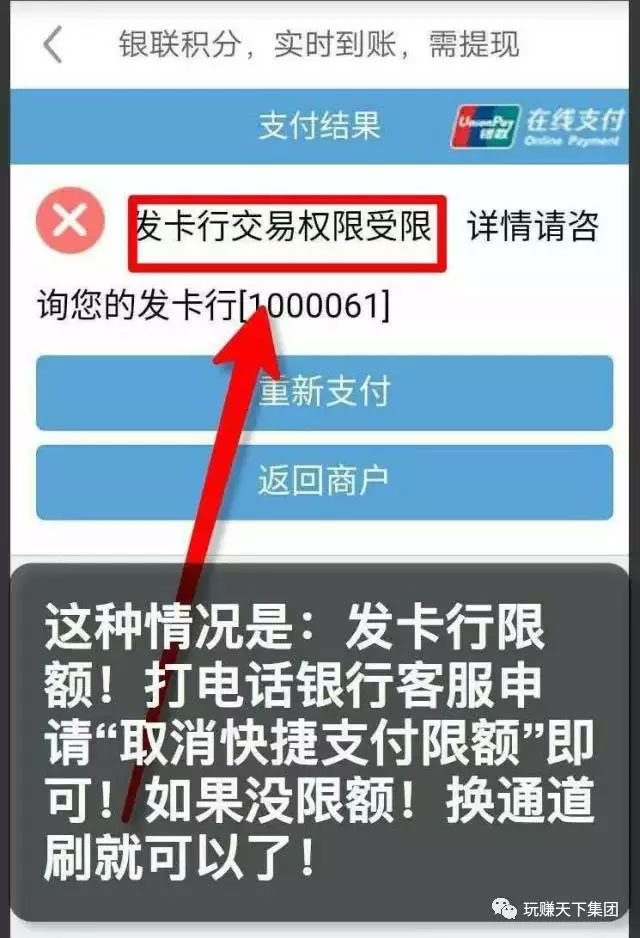 银联积分，实时到账，需提现
支付结果
UnionPay
银联
在线支付
Online Payment
发卡行交易权限受限 详情请咨
询您的发卡行[1000061]
重新支付
返回商户
这种情况是：发卡行限
额！打电话银行客服申
请“取消快捷支付限额”即
可！如果没限额！换通道
刷就可以了！
玩赚天下集团